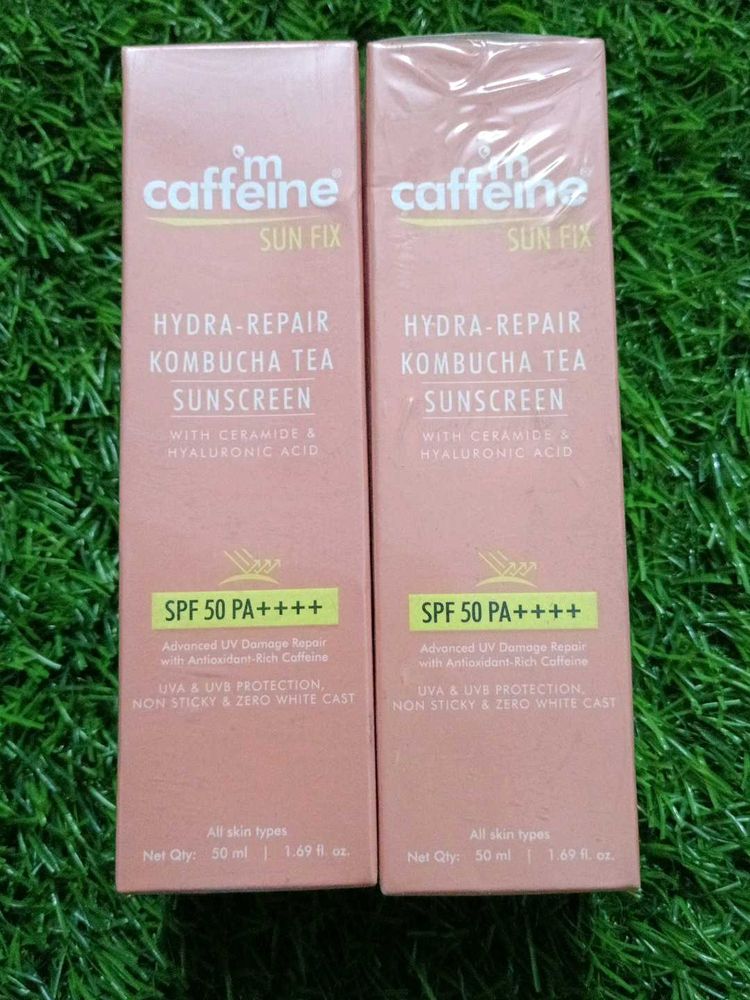 'm
caffeine®
SUN FIX
HYDRA-REPAIR
KOMBUCHA TEA
SUNSCREEN
WITH CERAMIDE &
HYALURONIC ACID
SPF 50 PA++++
Advanced UV Damage Repair
with Antioxidant-Rich Caffeine
UVA & UVB PROTECTION,
NON STICKY & ZERO WHITE CAST
All skin types
Net Qty: 50 ml | 1.69 fl. oz.
'm
caffeine®
SUN FIX
HYDRA-REPAIR
KOMBUCHA TEA
SUNSCREEN
WITH CERAMIDE &
HYALURONIC ACID
SPF 50 PA++++
Advanced UV Damage Repair
with Antioxidant-Rich Caffeine
UVA & UVB PROTECTION,
NON STICKY & ZERO WHITE CAST
All skin types
Net Qty: 50 ml | 1.69 fl. oz.